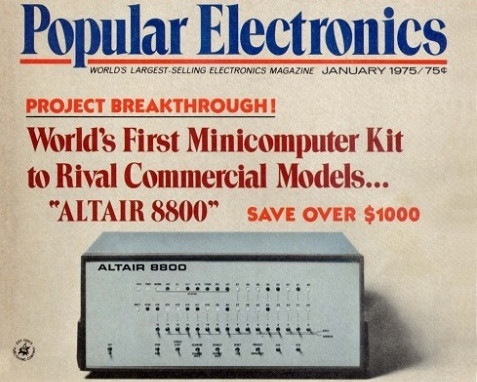 Popular Electronics
WORLD'S LARGEST-SELLING ELECTRONICS MAGAZINE JANUARY 1975/75¢
PROJECT BREAKTHROUGH!
World's First Minicomputer Kit
to Rival Commercial Models...
"ALTAIR 8800" SAVE OVER $1000
ALTAIR 8800